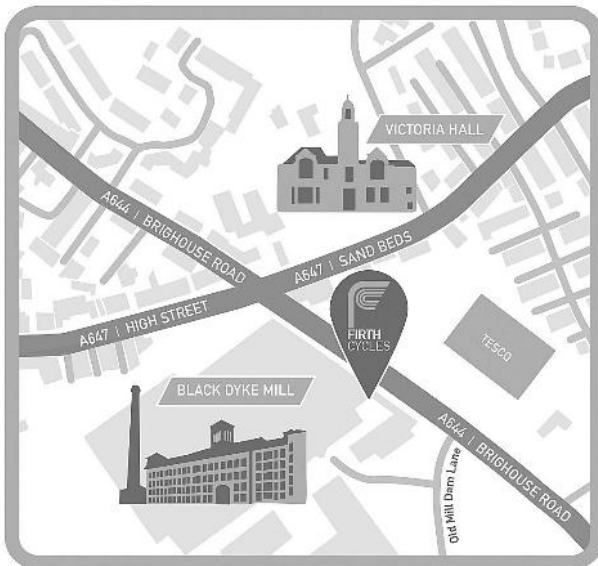 VICTORIA HALL
A644 | BRIGHOUSE ROAD
A647 | SAND BEDS
A647 | HIGH STREET
FIRTH
CYCLES
TESCO
BLACK DYKE MILL
A644 | BRIGHOUSE ROAD
Old Mill Dam Lane